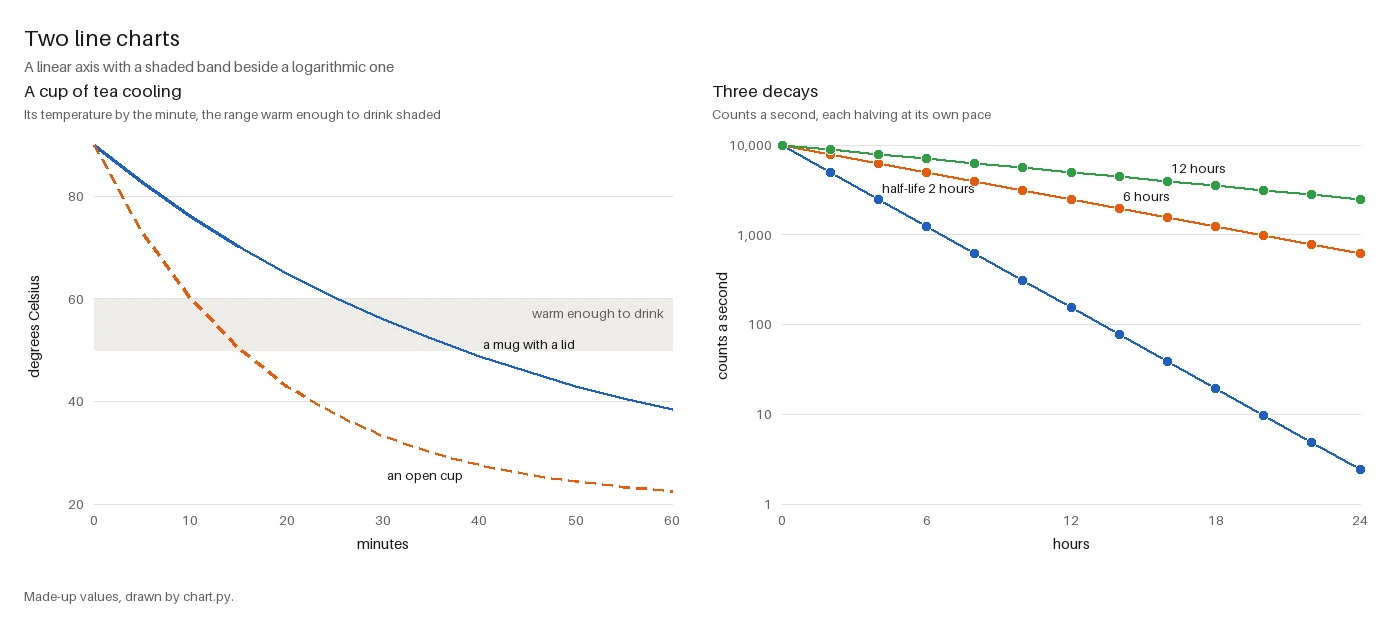 Two line charts
A linear axis with a shaded band beside a logarithmic one
A cup of tea cooling
Its temperature by the minute, the range warm enough to drink shaded
80
60
40
20
0
10
20
30
40
50
60
degrees Celsius
minutes
warm enough to drink
a mug with a lid
an open cup
Three decays
Counts a second, each halving at its own pace
10,000
1,000
100
10
1
0
6
12
18
24
counts a second
hours
12 hours
half-life 2 hours
6 hours
Made-up values, drawn by chart.py.